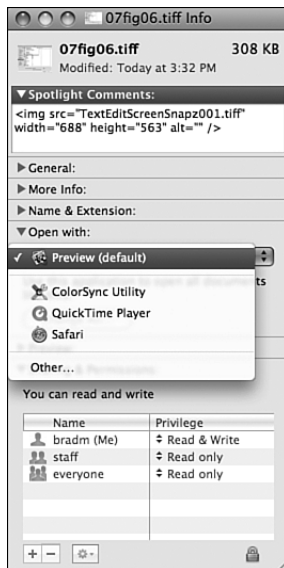 07fig06.tiff Info
07fig06.tiff 308 KB
Modified: Today at 3:32 PM
Spotlight Comments:
<img src="TextEditScreenSnapz001.tiff"
width="688" height="563" alt="" />
General:
More Info:
Name & Extension:
Open with:
✓ Preview (default)
ts
ColorSync Utility
QuickTime Player
Safari
Other...
You can read and write
Name Privilege
bradm (Me) Read & Write
staff Read only
everyone Read only